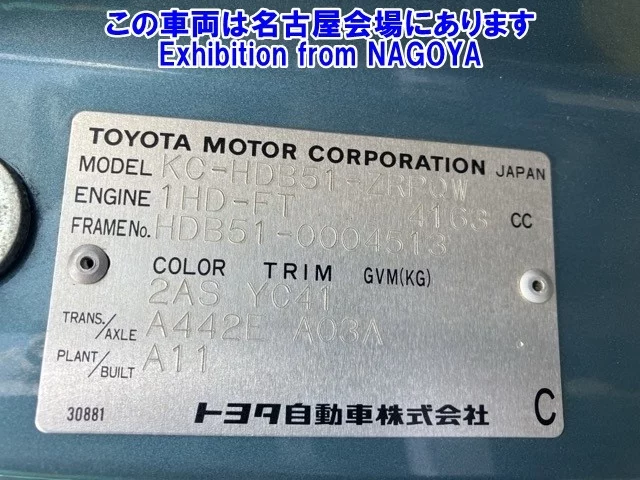 この車両は名古屋会場にあります
Exhibition from NAGOYA
TOYOTA MOTOR CORPORATION JAPAN
MODEL KC-HDB51-ZRPQW
ENGINE 1HD-FT 4163 CC
FRAME No. HDB51-0004513
COLOR TRIM GVM(KG)
2AS YC41
TRANS./AXLE A442E A03A
PLANT/BUILT A11
30881 トヨタ自動車株式会社 C